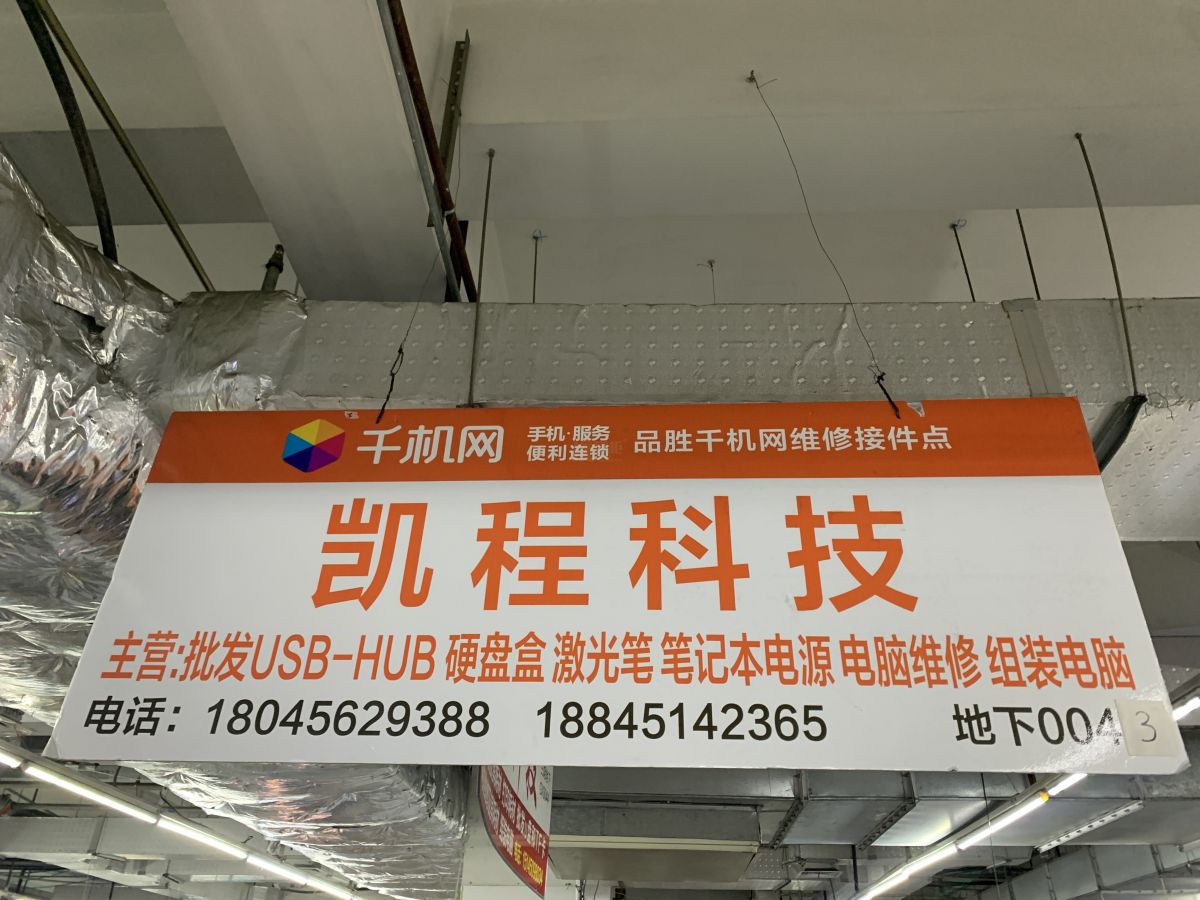 千机网 手机·服务 便利连锁 品胜千机网维修接件点
凯程科技
主营:批发USB-HUB 硬盘盒 激光笔 笔记本电源 电脑维修 组装电脑
电话：18045629388 18845142365 地下004 3